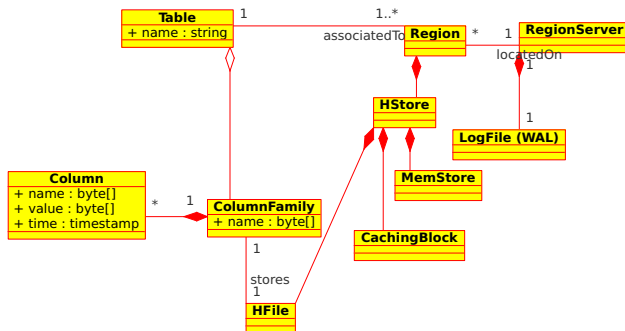 Table
+ name : string
1
1..*
associatedTo
Region
*
1
RegionServer
locatedOn
1
1
LogFile (WAL)
HStore
MemStore
CachingBlock
Column
+ name : byte[]
+ value : byte[]
+ time : timestamp
*
1
ColumnFamily
+ name : byte[]
1
stores
1
HFile